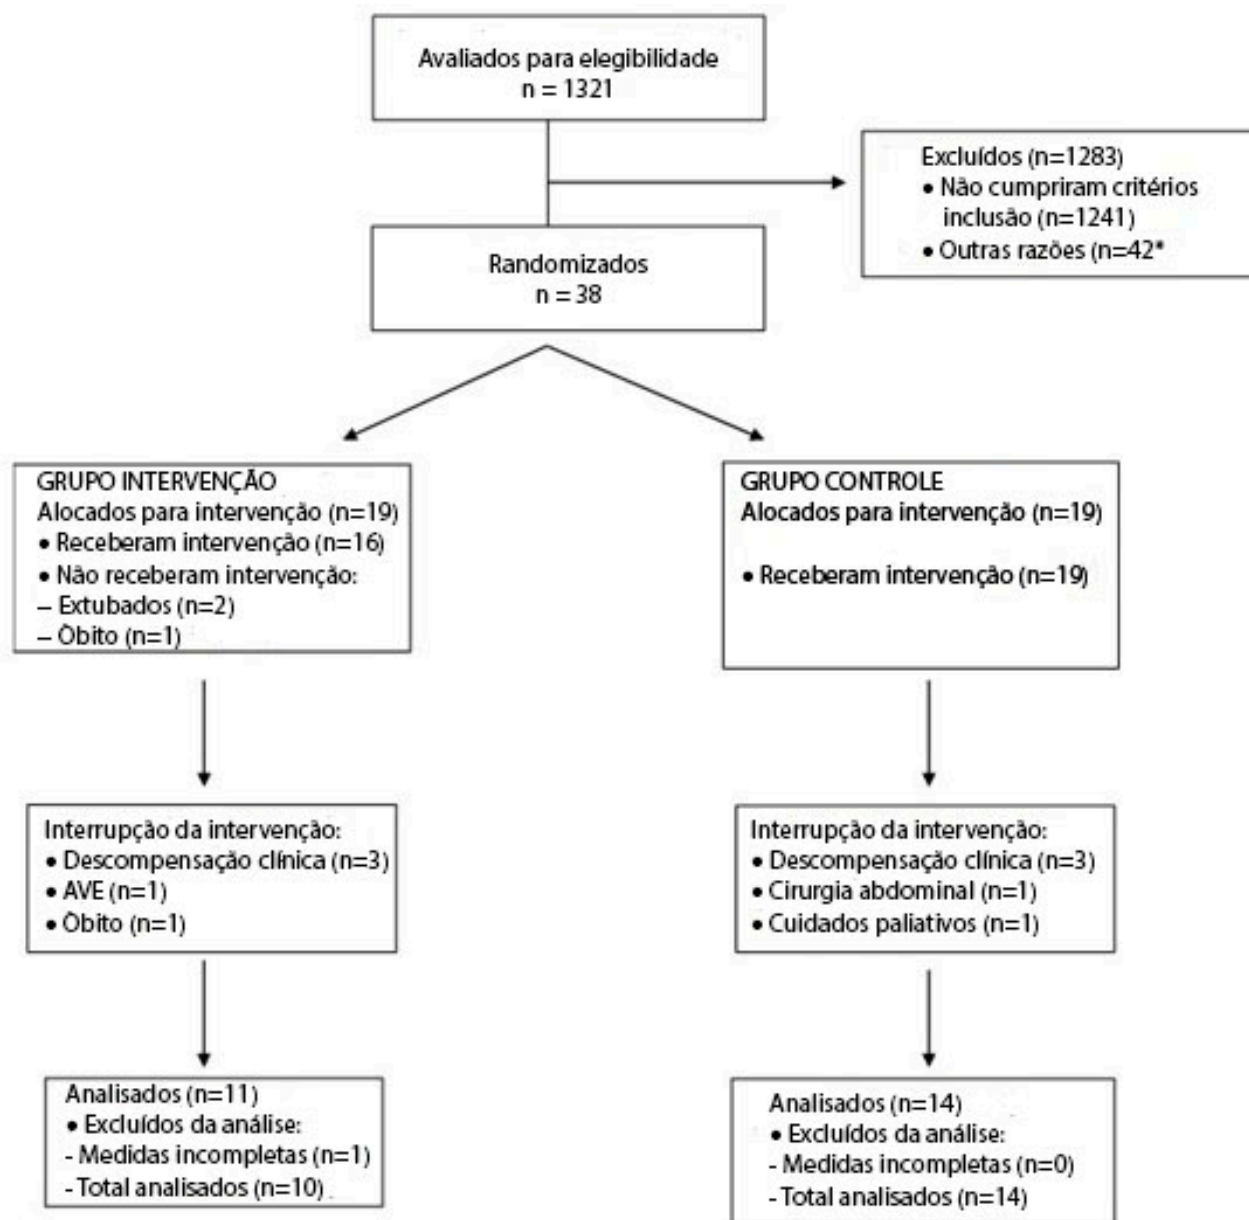 Avaliados para elegibilidade
n = 1321
Excluídos (n=1283)
• Não cumpriram critérios
inclusão (n=1241)
• Outras razões (n=42*
Randomizados
n = 38
GRUPO INTERVENÇÃO
Alocados para intervenção (n=19)
• Receberam intervenção (n=16)
• Não receberam intervenção:
– Extubados (n=2)
– Òbito (n=1)
GRUPO CONTROLE
Alocados para intervenção (n=19)
• Receberam intervenção (n=19)
Interrupção da intervenção:
• Descompensação clínica (n=3)
• AVE (n=1)
• Òbito (n=1)
Interrupção da intervenção:
• Descompensação clínica (n=3)
• Cirurgia abdominal (n=1)
• Cuidados paliativos (n=1)
Analisados (n=11)
• Excluídos da análise:
- Medidas incompletas (n=1)
- Total analisados (n=10)
Analisados (n=14)
• Excluídos da análise:
- Medidas incompletas (n=0)
- Total analisados (n=14)